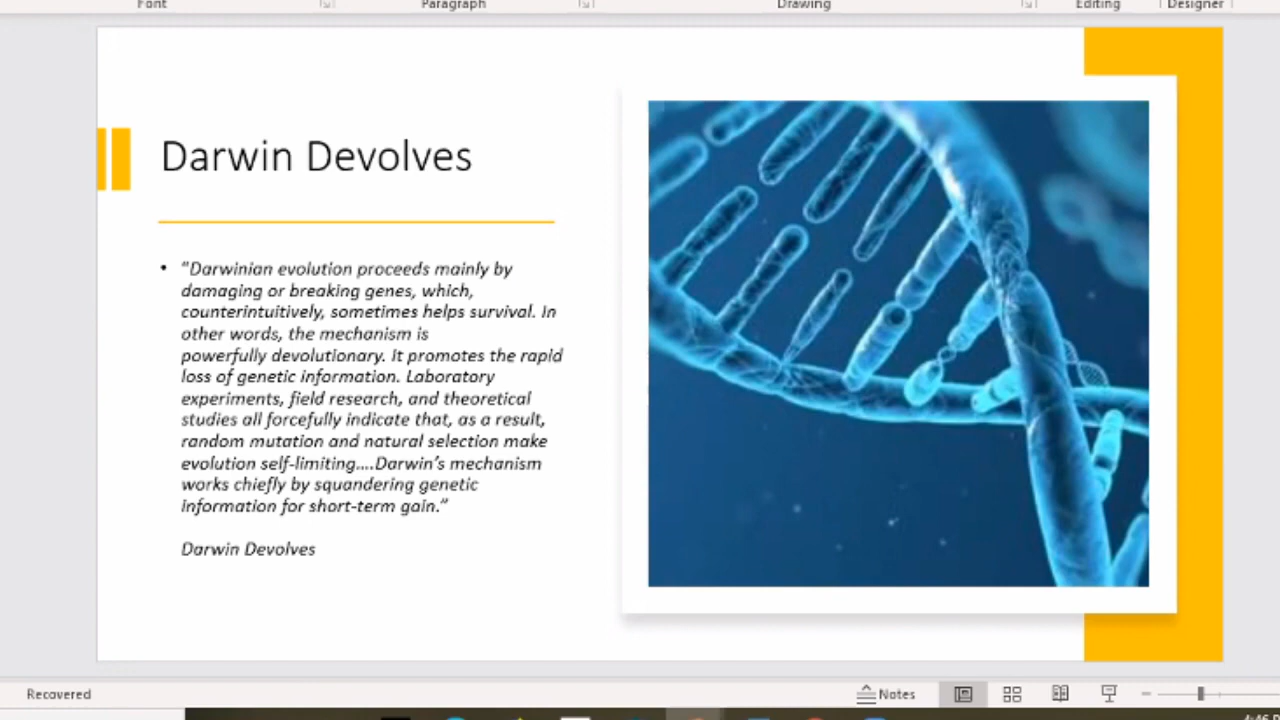 Font
Paragraph
Drawing
Editing
Designer
Darwin Devolves
• "Darwinian evolution proceeds mainly by
damaging or breaking genes, which,
counterintuitively, sometimes helps survival. In
other words, the mechanism is
powerfully devolutionary. It promotes the rapid
loss of genetic information. Laboratory
experiments, field research, and theoretical
studies all forcefully indicate that, as a result,
random mutation and natural selection make
evolution self-limiting....Darwin's mechanism
works chiefly by squandering genetic
information for short-term gain."
Darwin Devolves
Recovered
Notes